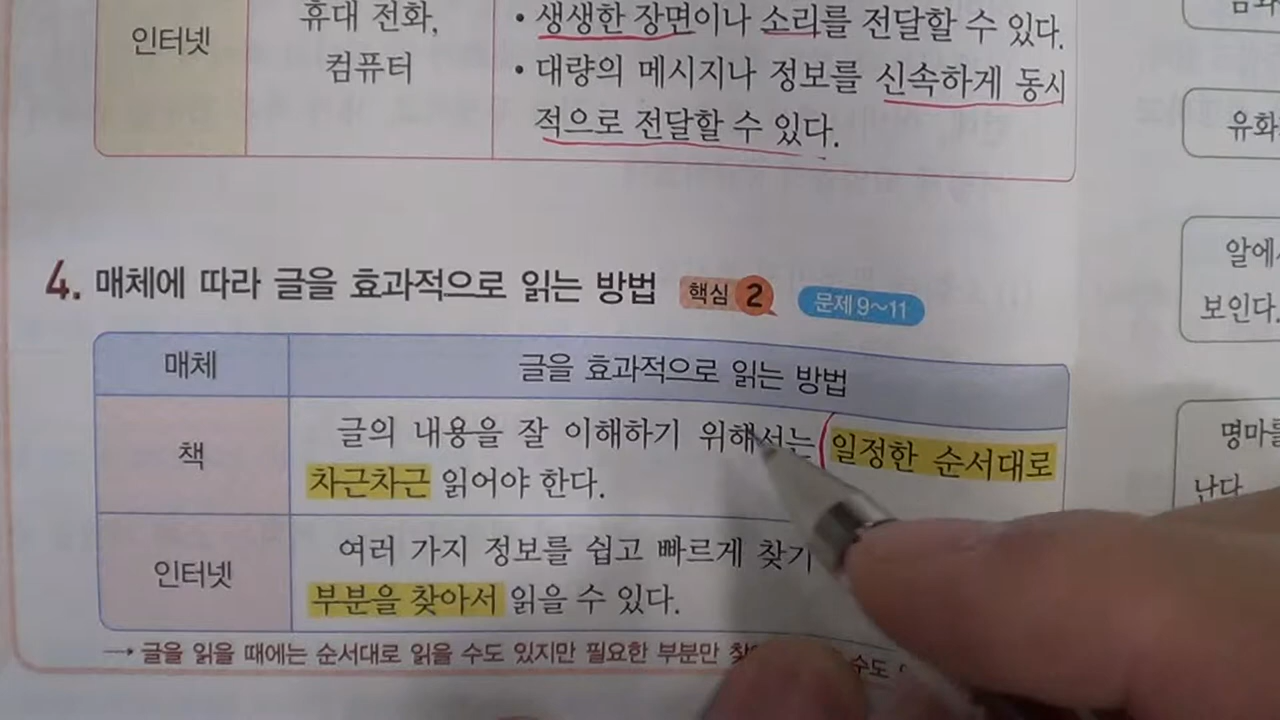 인터넷
휴대 전화,
컴퓨터
• 생생한 장면이나 소리를 전달할 수 있다.
• 대량의 메시지나 정보를 신속하게 동시
적으로 전달할 수 있다.
4. 매체에 따라 글을 효과적으로 읽는 방법 핵심 2 문제 9~11
매체
글을 효과적으로 읽는 방법
책
글의 내용을 잘 이해하기 위해서는 일정한 순서대로
차근차근 읽어야 한다.
인터넷
여러 가지 정보를 쉽고 빠르게 찾기
부분을 찾아서 읽을 수 있다.
→ 글을 읽을 때에는 순서대로 읽을 수도 있지만 필요한 부분만 수도
유화
알에서
보인다.
명마를
난다